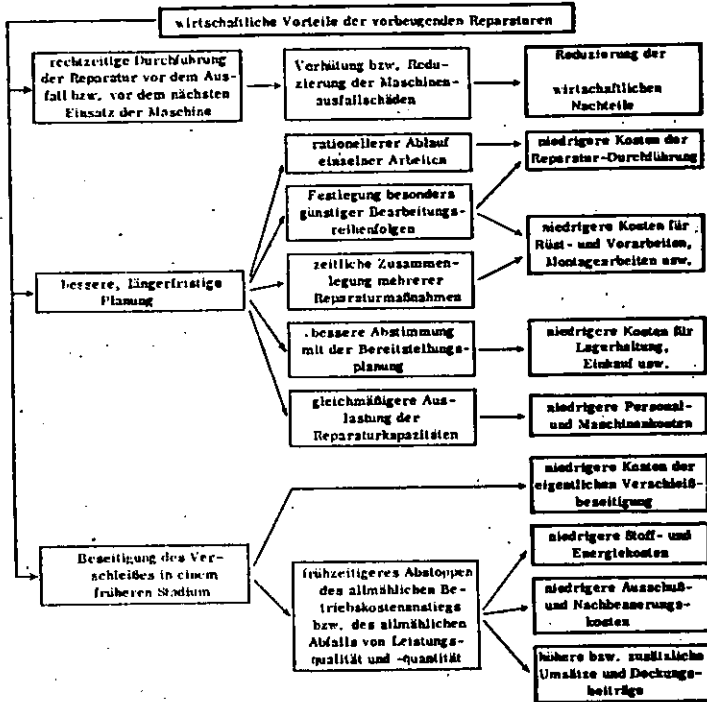 wirtschaftliche Vorteile der vorbeugenden Reparaturen
rechtzeitige Durchführung
der Reparatur vor dem Aus-
fall bzw. vor dem nächsten
Einsatz der Maschine
Verhütung bzw. Redu-
zierung der Maschinen-
ausfallschäden
Reduzierung der
wirtschaftlichen
Nachteile
bessere, längerfristige
Planung
rationellerer Ablauf
einzelner Arbeiten
niedrigere Kosten der
Reparatur-Durchführung
Festlegung besonders
günstiger Bearbeitungs-
reihenfolgen
zeitliche Zusammen-
legung mehrerer
Reparaturmaßnahmen
niedrigere Kosten für
Rüst- und Vorarbeiten,
Montagearbeiten usw.
bessere Abstimmung
mit der Bereitstellungs-
planung
niedrigere Kosten für
Lagerhaltung,
Einkauf usw.
gleichmäßigere Aus-
lastung der
Reparaturkapazitäten
niedrigere Personal-
und Maschinenkosten
Beseitigung des Ver-
schleißes in einem
früheren Stadium
niedrigere Kosten der
eigentlichen Verschleiß-
beseitigung
frühzeitigeres Abstoppen
des allmählichen Be-
triebskostenanstiegs
bzw. des allmählichen
Abfalls von Leistungs-
qualität und -quantität
niedrigere Stoff- und
Energiekosten
niedrigere Ausschuß-
und Nachbesserungs-
kosten
höhere bzw. zusätzliche
Umsätze und Deckungs-
beiträge